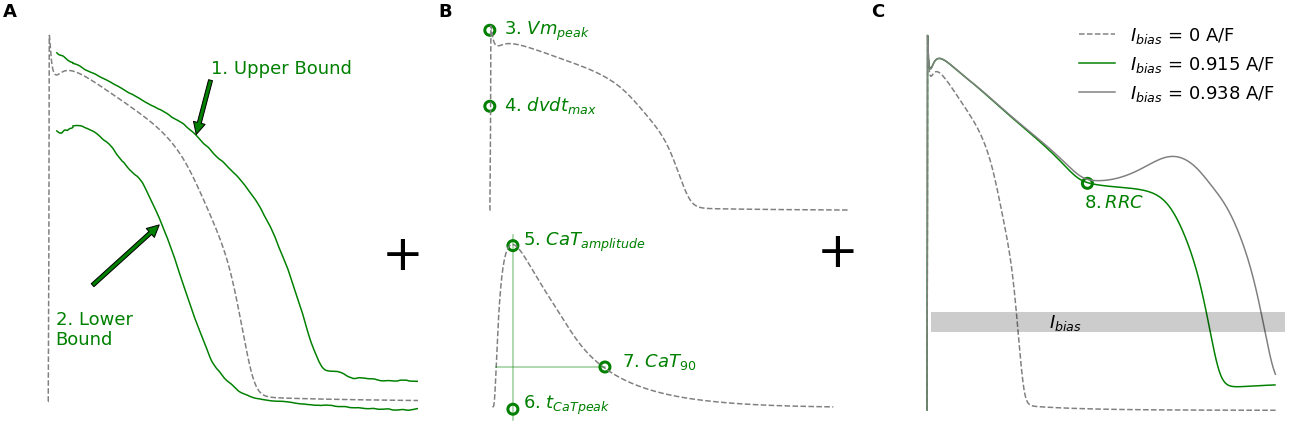 A
1. Upper Bound
2. Lower
Bound
+
B
3. Vm_peak
4. dvdt_max
5. CaT_amplitude
7. CaT_90
6. t_CaTpeak
+
C
I_bias = 0 A/F
I_bias = 0.915 A/F
I_bias = 0.938 A/F
8. RRC
I_bias